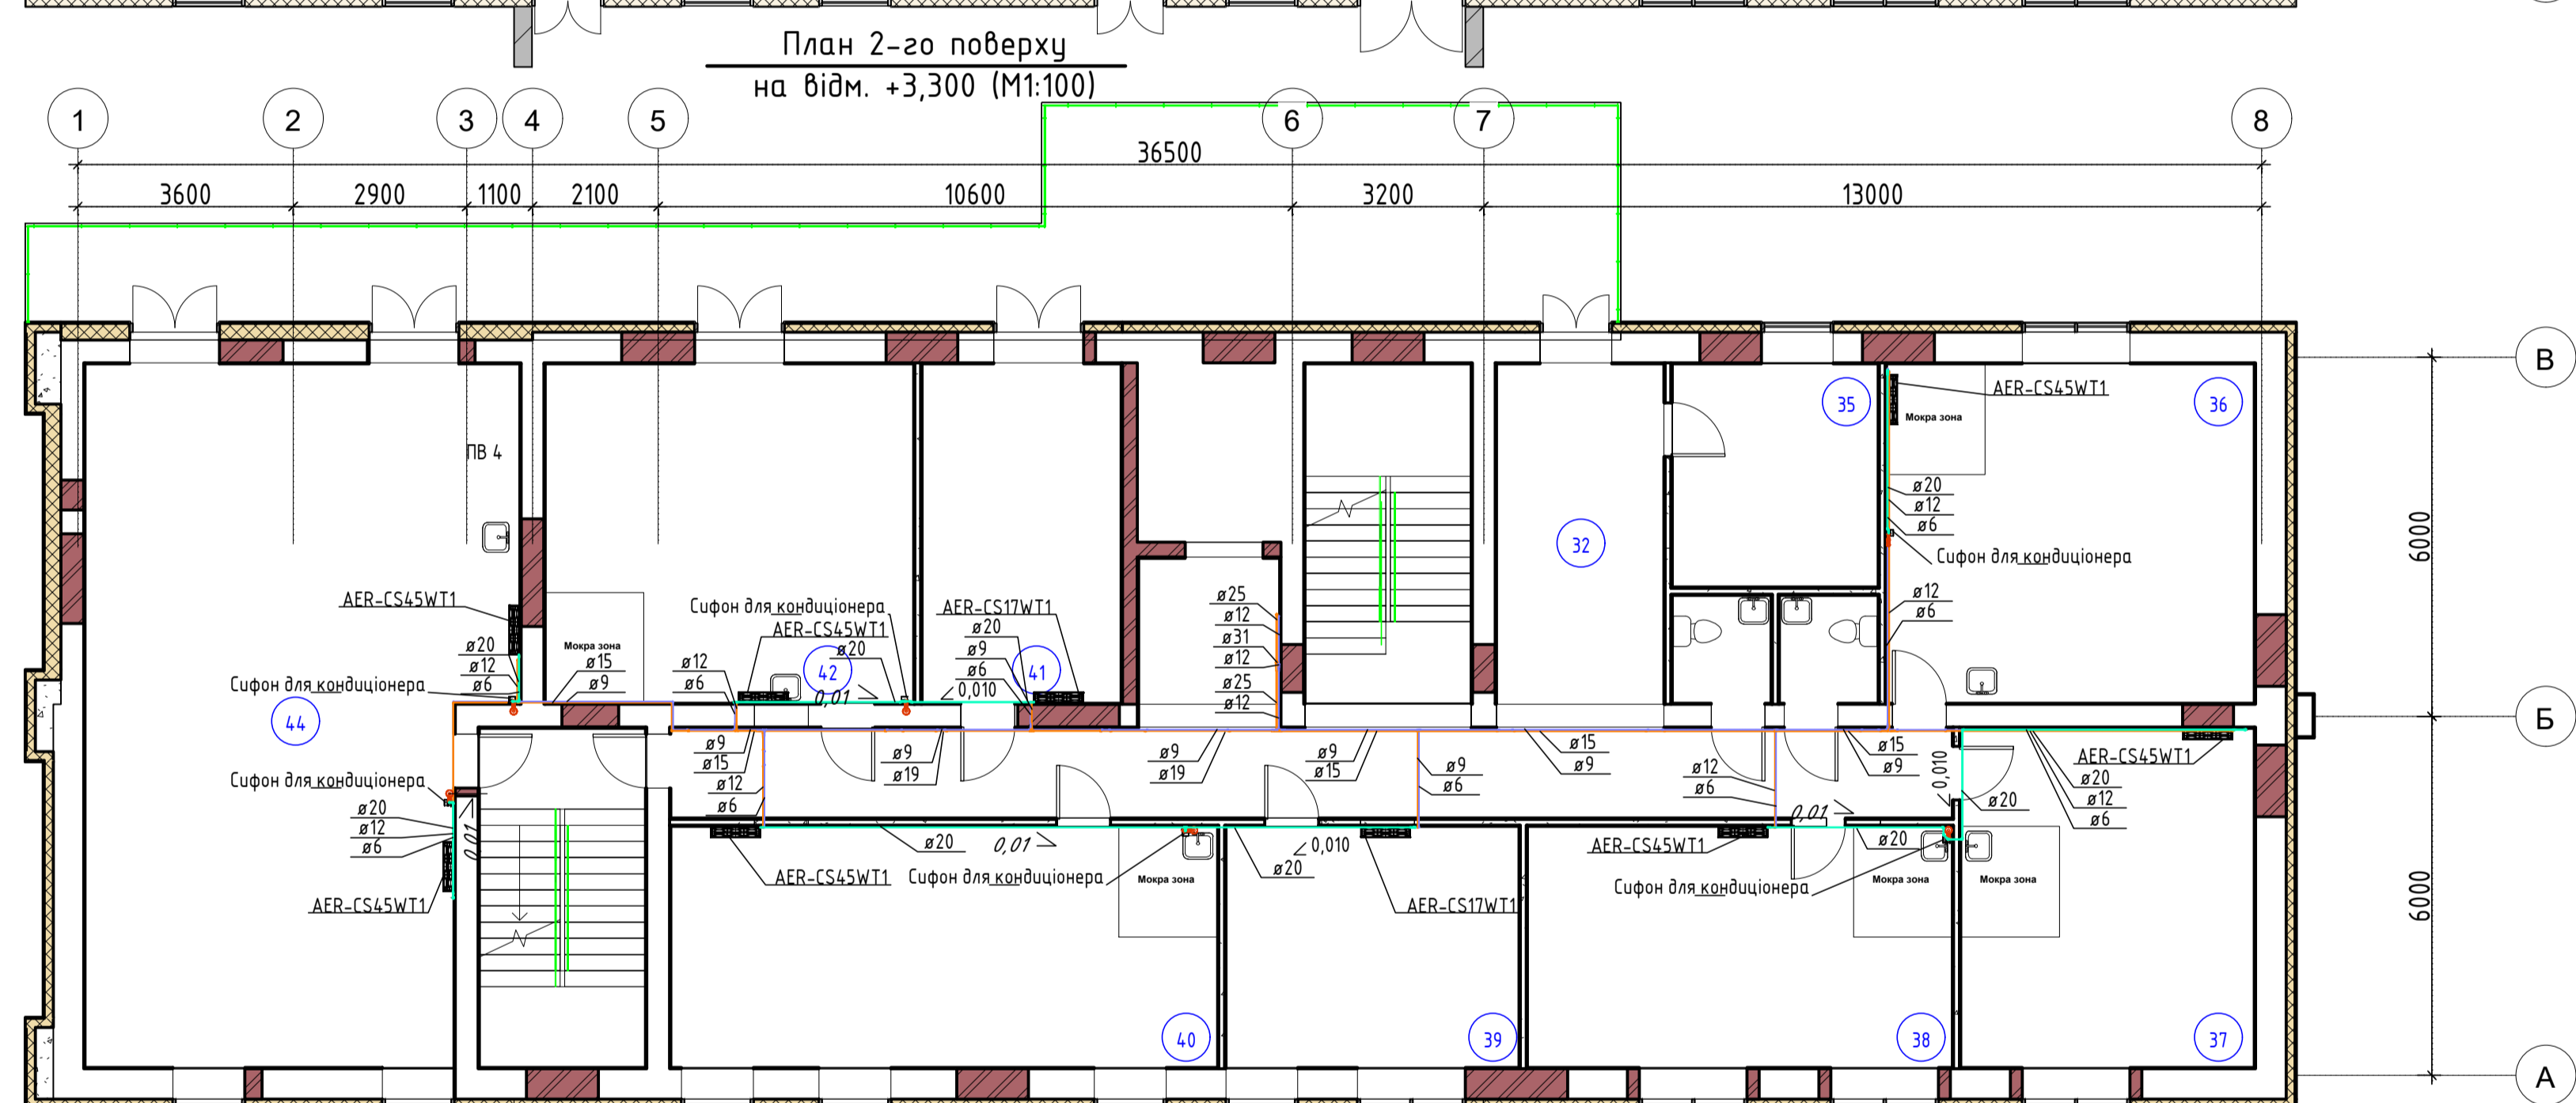 План 2-го поверху
на відм. +3,300 (М1:100)
1 2 3 4 5 6 7 8
36500
3600 2900 1100 2100 10600 3200 13000
В
35 36
AER-CS45WT1
Мокра зона
ПВ 4
ø20
ø12
ø6
Сифон для кондиціонера
32
6000
AER-CS45WT1
Сифон для кондиціонера
AER-CS45WT1
AER-CS17WT1
ø25
ø12
ø31
ø12
ø25
ø12
ø12
ø6
Мокра зона
ø20
ø12
ø6
ø15
ø9
ø12
ø6
42
ø20
0,01
ø20
ø9
ø6
41
0,010
Сифон для кондиціонера
44
Б
Сифон для кондиціонера
ø9
ø15
ø12
ø6
ø9
ø19
ø9
ø19
ø9
ø15
ø9
ø6
ø15
ø9
ø12
ø6
ø15
ø9
0,010
AER-CS45WT1
ø20
ø12
ø6
ø20
ø20
ø12
ø6
0,01
AER-CS45WT1
ø20
0,01
AER-CS45WT1
Сифон для кондиціонера
Мокра зона
0,010
ø20
AER-CS17WT1
0,01
AER-CS45WT1
ø20
Сифон для кондиціонера
Мокра зона
Мокра зона
6000
40 39 38 37
А